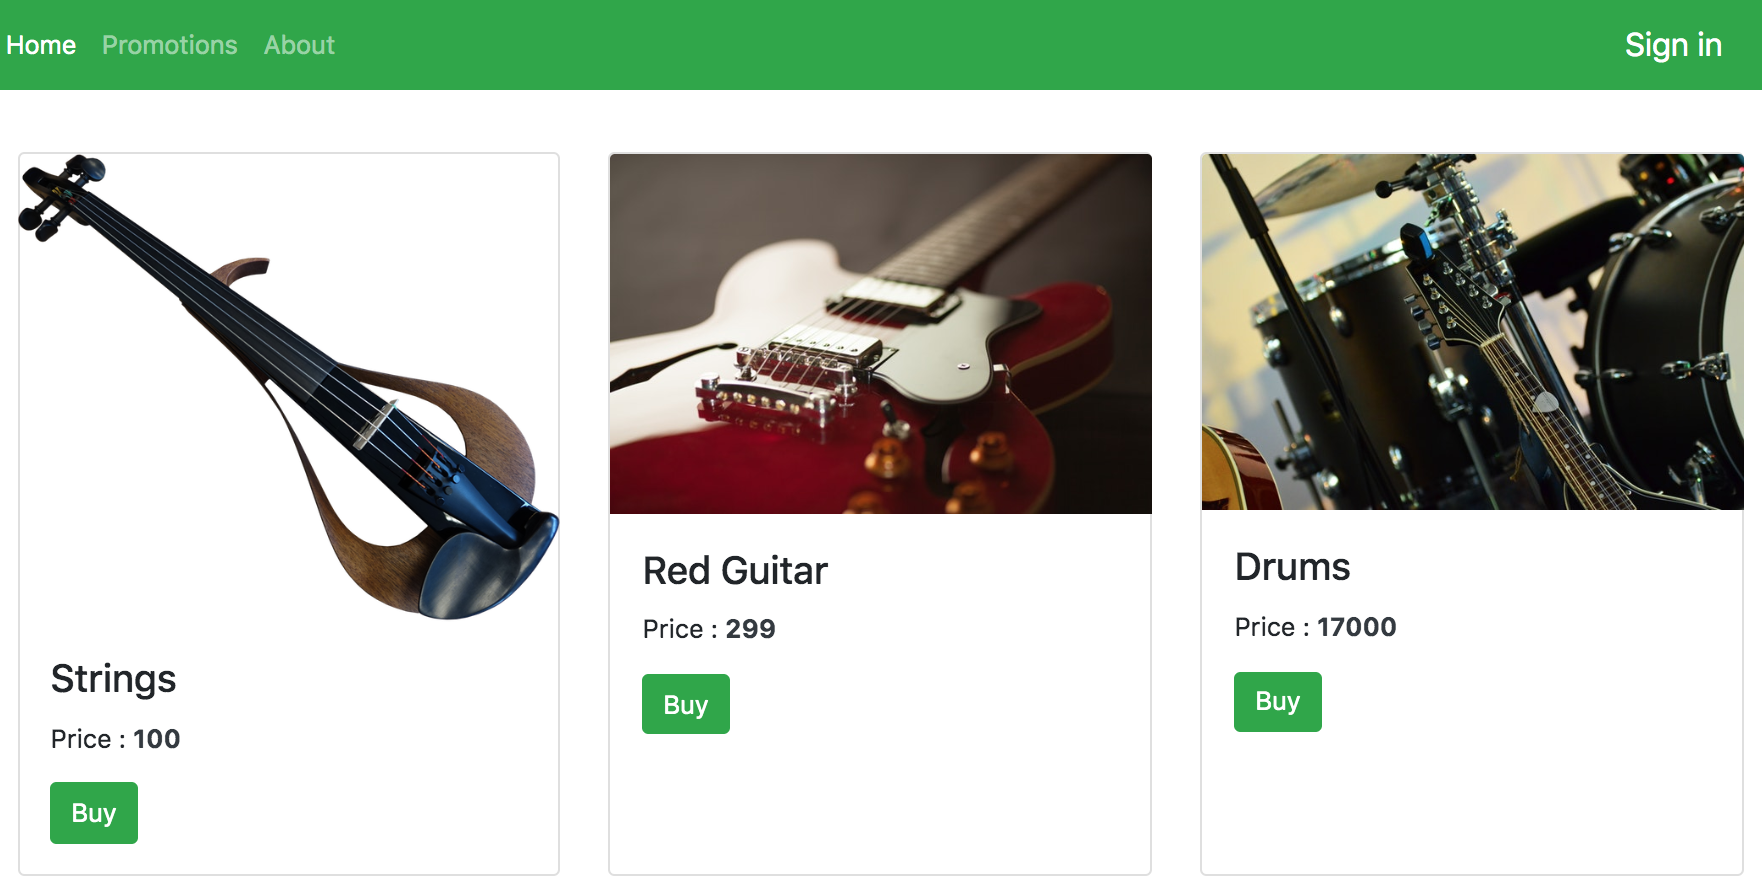 Home Promotions About Sign in
Strings
Price : 100
Buy
Red Guitar
Price : 299
Buy
Drums
Price : 17000
Buy